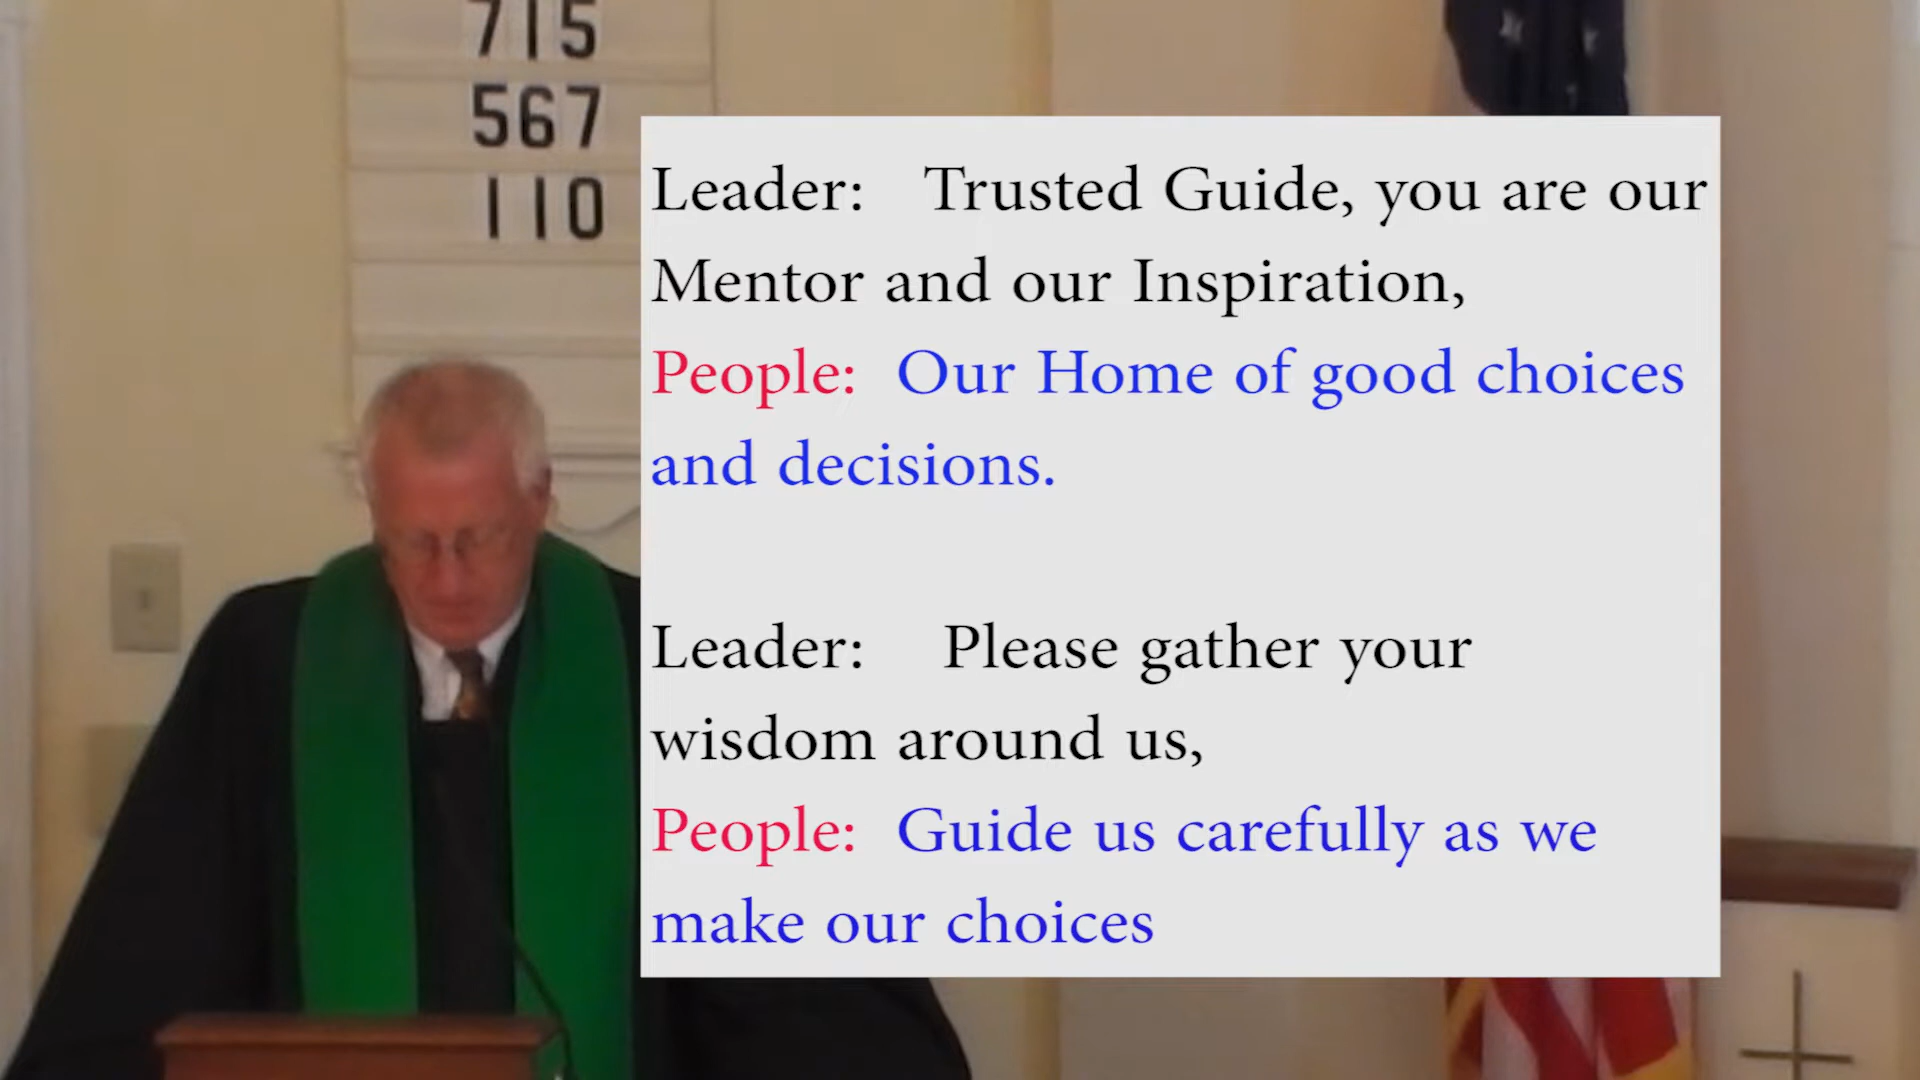 715
567
110
Leader: Trusted Guide, you are our
Mentor and our Inspiration,
People: Our Home of good choices
and decisions.
Leader: Please gather your
wisdom around us,
People: Guide us carefully as we
make our choices